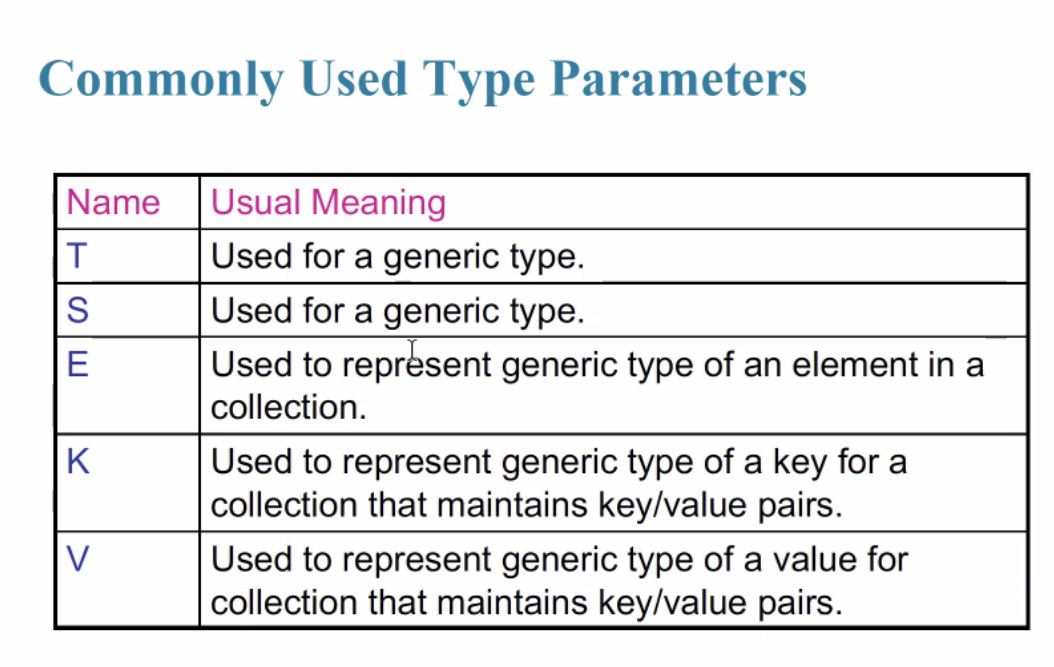 Commonly Used Type Parameters
Name Usual Meaning
T Used for a generic type.
S Used for a generic type.
E Used to represent generic type of an element in a
collection.
K Used to represent generic type of a key for a
collection that maintains key/value pairs.
V Used to represent generic type of a value for
collection that maintains key/value pairs.